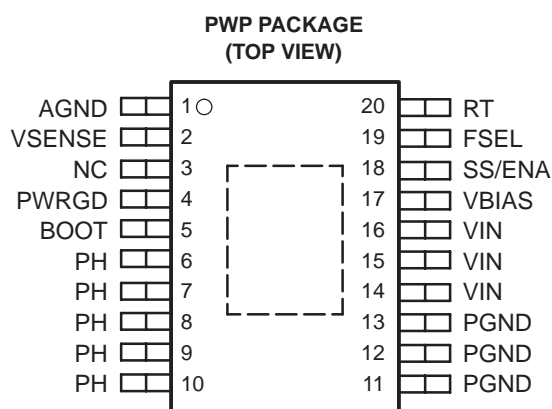 PWP PACKAGE
(TOP VIEW)
AGND 1 20 RT
VSENSE 2 19 FSEL
NC 3 18 SS/ENA
PWRGD 4 17 VBIAS
BOOT 5 16 VIN
PH 6 15 VIN
PH 7 14 VIN
PH 8 13 PGND
PH 9 12 PGND
PH 10 11 PGND